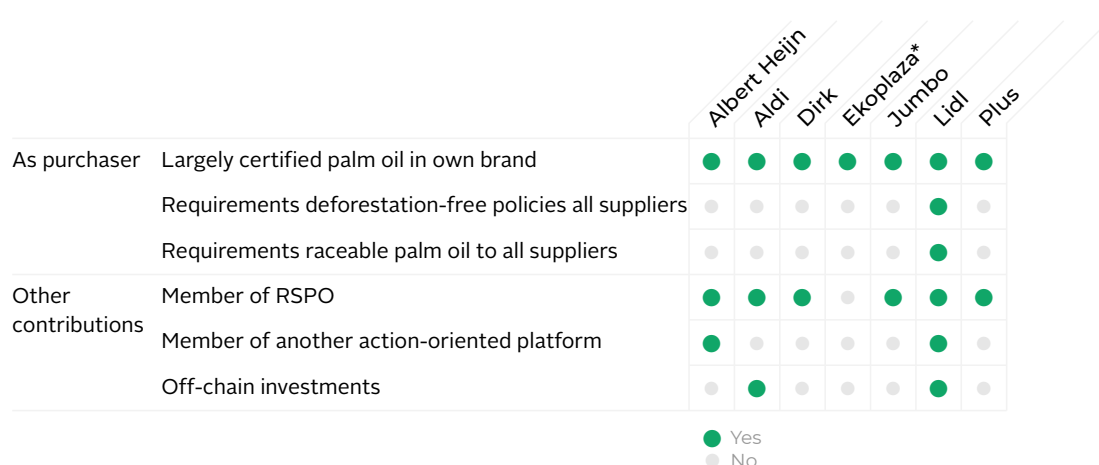 Albert Heijn
Aldi
Dirk
Ekoplaza*
Jumbo
Lidl
Plus
As purchaser Largely certified palm oil in own brand
Requirements deforestation-free policies all suppliers
Requirements raceable palm oil to all suppliers
Other Member of RSPO
contributions
Member of another action-oriented platform
Off-chain investments
Yes
No